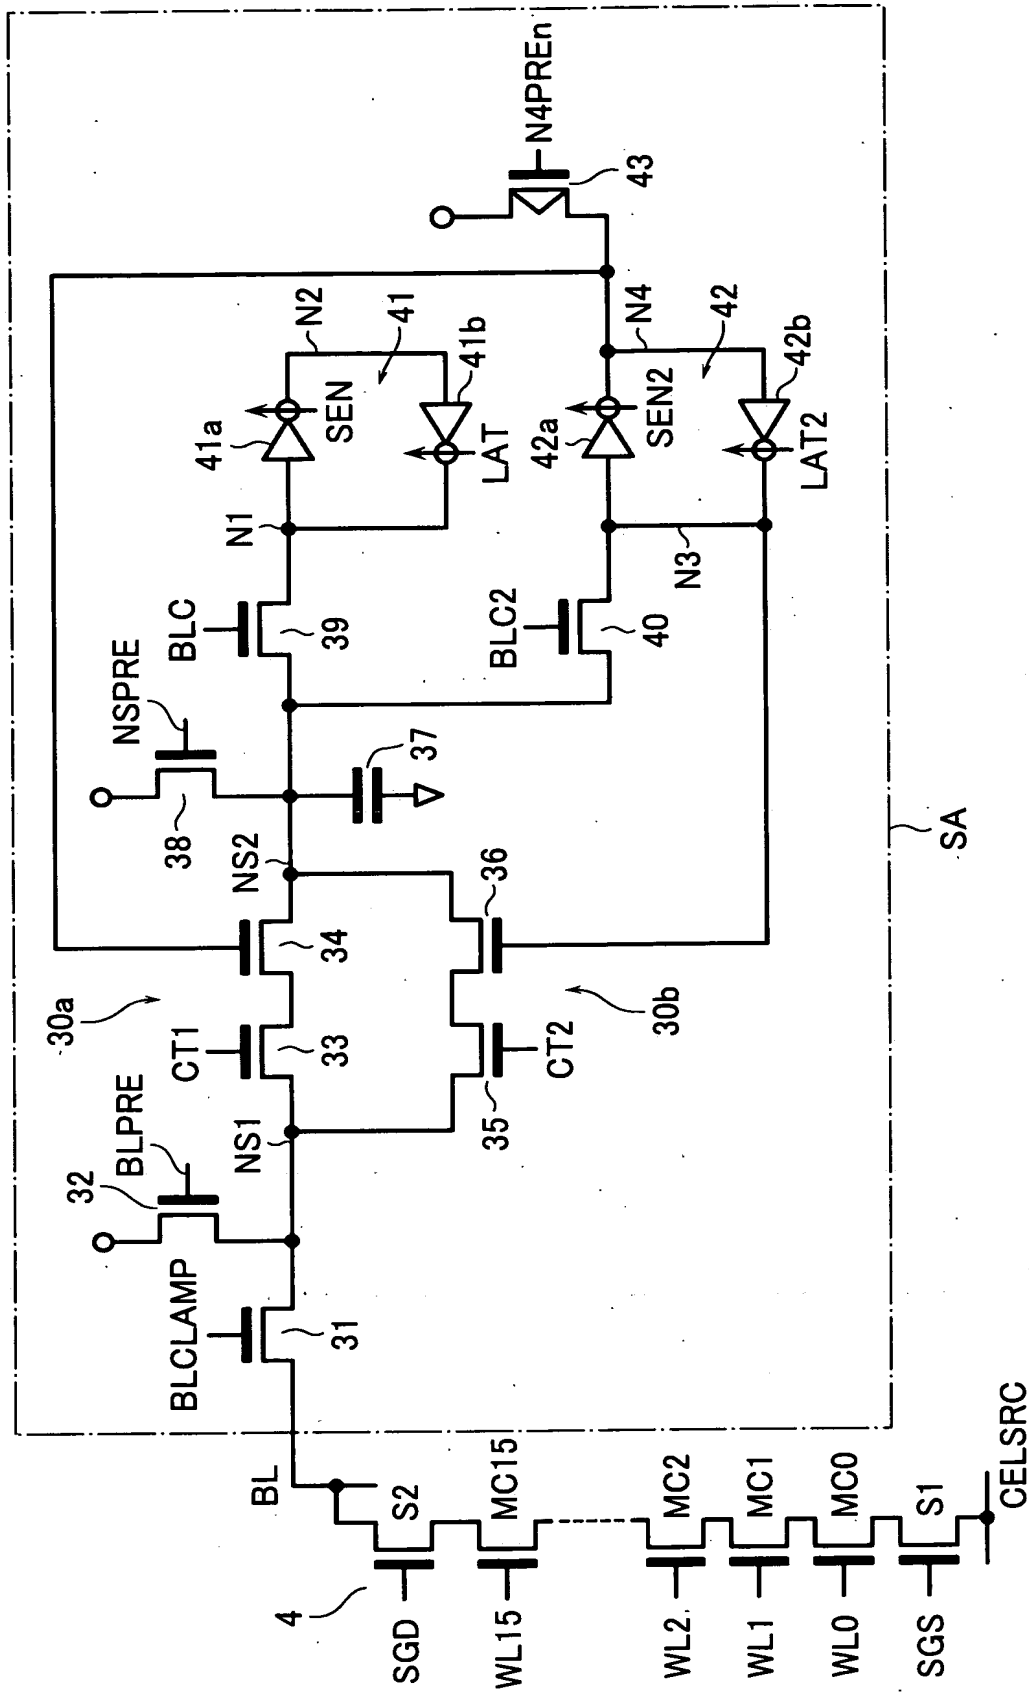 BL
BLCLAMP
31
32
BLPRE
NS1
30a
CT1
33
34
NS2
35
CT2
36
30b
NSPRE
38
37
BLC
39
N1
41a
SEN
N2
41
41b
LAT
BLC2
40
N3
42a
SEN2
N4
42
42b
LAT2
N4PREn
43
SA
4
SGD
S2
WL15
MC15
WL2
MC2
WL1
MC1
WL0
MC0
SGS
S1
CELSRC